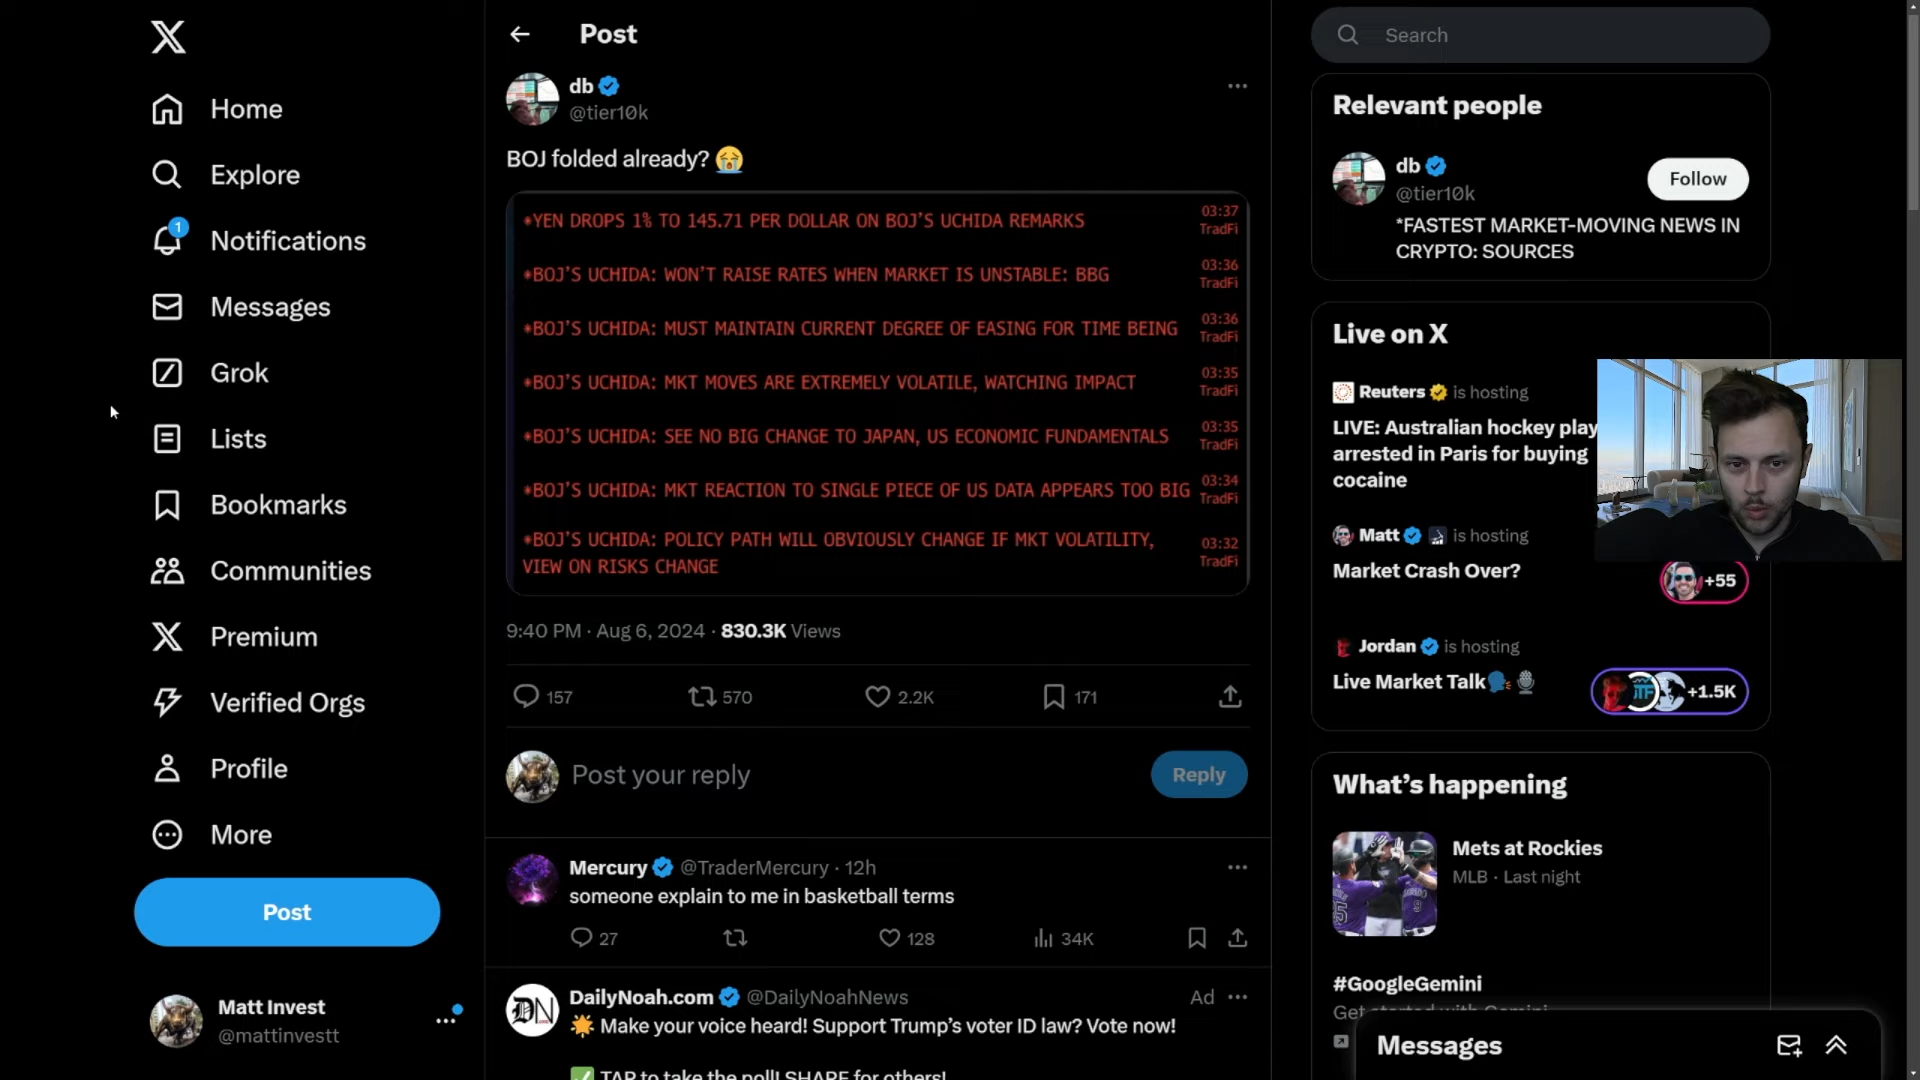 Home
Explore
1
Notifications
Messages
Grok
Lists
Bookmarks
Communities
Premium
Verified Orgs
Profile
More
Post
Matt Invest
@mattinvestt
Post
db
@tier10k
BOJ folded already? 😭
*YEN DROPS 1% TO 145.71 PER DOLLAR ON BOJ'S UCHIDA REMARKS
03:37
TradFi
*BOJ'S UCHIDA: WON'T RAISE RATES WHEN MARKET IS UNSTABLE: BBG
03:36
TradFi
*BOJ'S UCHIDA: MUST MAINTAIN CURRENT DEGREE OF EASING FOR TIME BEING
03:36
TradFi
*BOJ'S UCHIDA: MKT MOVES ARE EXTREMELY VOLATILE, WATCHING IMPACT
03:35
TradFi
*BOJ'S UCHIDA: SEE NO BIG CHANGE TO JAPAN, US ECONOMIC FUNDAMENTALS
03:35
TradFi
*BOJ'S UCHIDA: MKT REACTION TO SINGLE PIECE OF US DATA APPEARS TOO BIG
03:34
TradFi
*BOJ'S UCHIDA: POLICY PATH WILL OBVIOUSLY CHANGE IF MKT VOLATILITY,
VIEW ON RISKS CHANGE
03:32
TradFi
9:40 PM · Aug 6, 2024 · 830.3K Views
157 570 2.2K 171
Post your reply
Reply
Mercury @TraderMercury · 12h
someone explain to me in basketball terms
27 128 34K
DN
DailyNoah.com @DailyNoahNews
Ad
🌟 Make your voice heard! Support Trump's voter ID law? Vote now!
✅ TAP to take the poll! SHARE for others!
Search
Relevant people
db
@tier10k
Follow
*FASTEST MARKET-MOVING NEWS IN
CRYPTO: SOURCES
Live on X
Reuters is hosting
LIVE: Australian hockey play
arrested in Paris for buying
cocaine
Matt is hosting
Market Crash Over?
+55
Jordan is hosting
Live Market Talk🗣️🎙️
+1.5K
What's happening
Mets at Rockies
MLB · Last night
#GoogleGemini
Messages